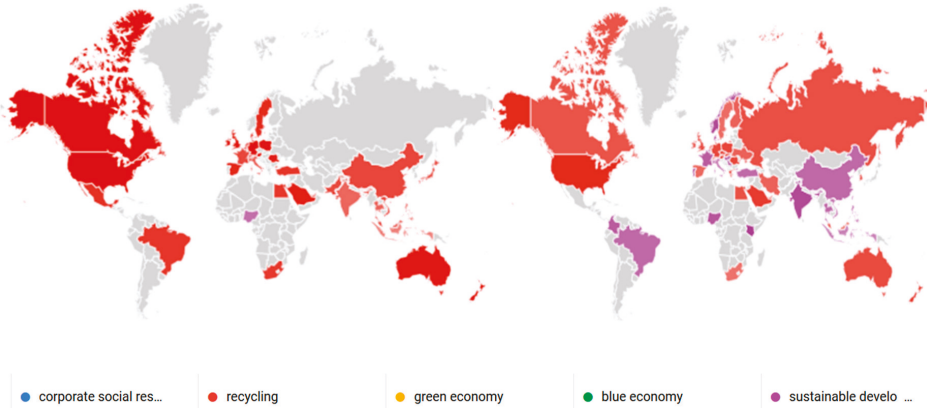 corporate social res...
recycling
green economy
blue economy
sustainable develo ...